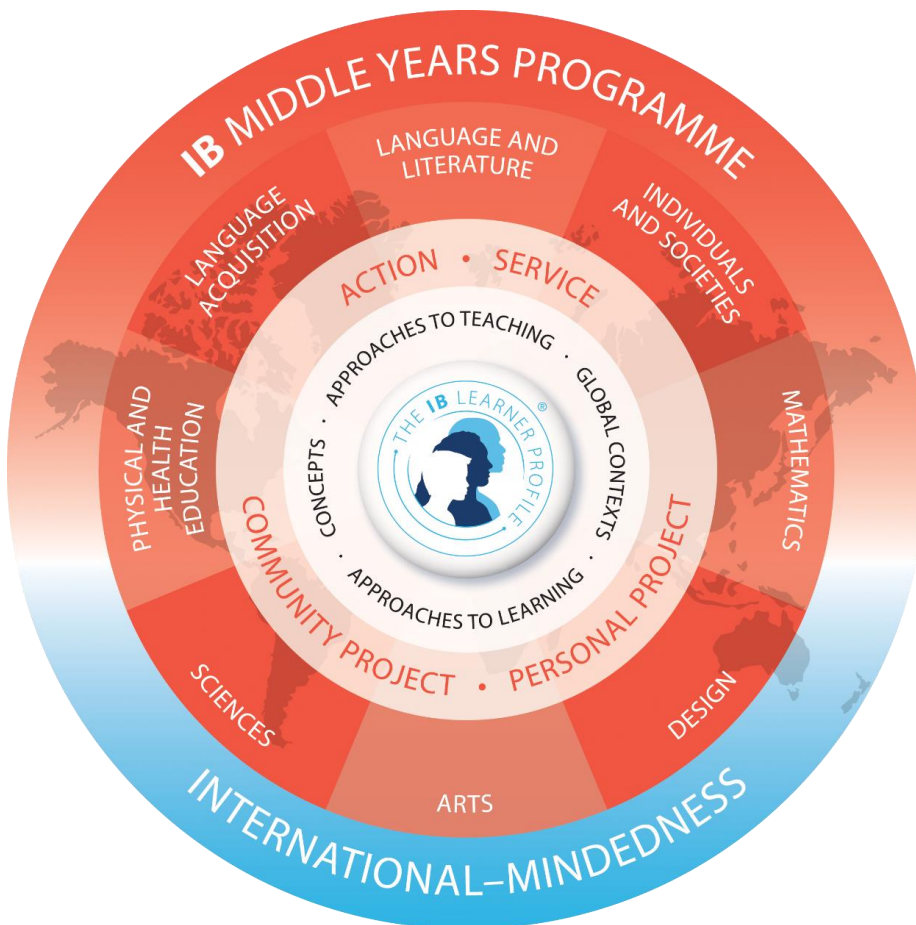 IB MIDDLE YEARS PROGRAMME
LANGUAGE AND
LITERATURE
INDIVIDUALS
AND SOCIETIES
MATHEMATICS
DESIGN
ARTS
SCIENCES
PHYSICAL AND
HEALTH
EDUCATION
LANGUAGE
ACQUISITION
ACTION • SERVICE
PERSONAL PROJECT
•
COMMUNITY PROJECT
APPROACHES TO TEACHING ·
GLOBAL CONTEXTS ·
APPROACHES TO LEARNING ·
CONCEPTS ·
• THE IB LEARNER PROFILE •
®
INTERNATIONAL–MINDEDNESS